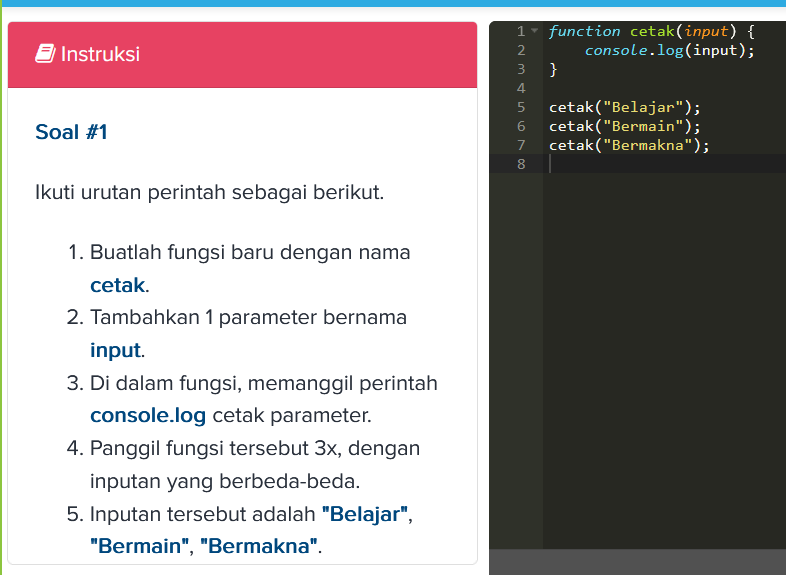 Instruksi
Soal #1
Ikuti urutan perintah sebagai berikut.
1. Buatlah fungsi baru dengan nama
cetak.
2. Tambahkan 1 parameter bernama
input.
3. Di dalam fungsi, memanggil perintah
console.log cetak parameter.
4. Panggil fungsi tersebut 3x, dengan
inputan yang berbeda-beda.
5. Inputan tersebut adalah "Belajar",
"Bermain", "Bermakna".
1 function cetak(input) {
2     console.log(input);
3 }
4
5 cetak("Belajar");
6 cetak("Bermain");
7 cetak("Bermakna");
8